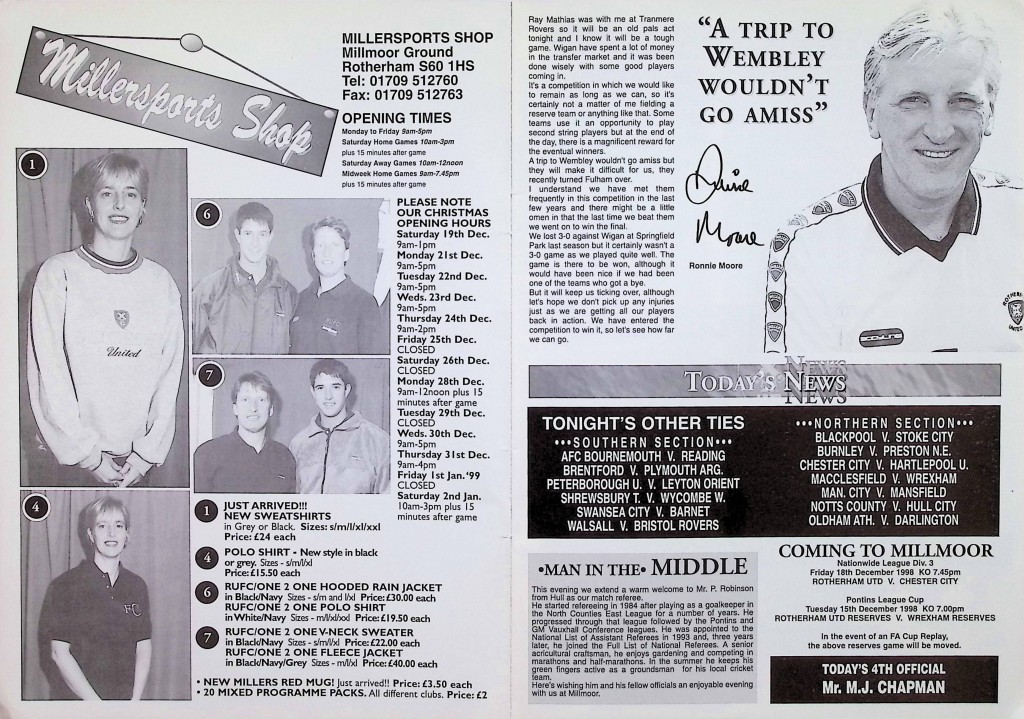 Millersports Shop
MILLERSPORTS SHOP
Millmoor Ground
Rotherham S60 1HS
Tel: 01709 512760
Fax: 01709 512763
OPENING TIMES
Monday to Friday 9am-5pm
Saturday Home Games 10am-3pm
plus 15 minutes after game
Saturday Away Games 10am-12noon
Midweek Home Games 9am-7.45pm
plus 15 minutes after game
1
United
6
7
4
FC
PLEASE NOTE
OUR CHRISTMAS
OPENING HOURS
Saturday 19th Dec.
9am-1pm
Monday 21st Dec.
9am-5pm
Tuesday 22nd Dec.
9am-5pm
Weds. 23rd Dec.
9am-5pm
Thursday 24th Dec.
9am-2pm
Friday 25th Dec.
CLOSED
Saturday 26th Dec.
CLOSED
Monday 28th Dec.
9am-12noon plus 15
minutes after game
Tuesday 29th Dec.
CLOSED
Weds. 30th Dec.
9am-5pm
Thursday 31st Dec.
9am-4pm
Friday 1st Jan. '99
CLOSED
Saturday 2nd Jan.
10am-3pm plus 15
minutes after game
1 JUST ARRIVED!!!
NEW SWEATSHIRTS
in Grey or Black. Sizes: s/m/l/xl/xxl
Price: £24 each
4 POLO SHIRT - New style in black
or grey. Sizes - s/m/l/xl
Price: £15.50 each
6 RUFC/ONE 2 ONE HOODED RAIN JACKET
in Black/Navy Sizes - s/m and l/xl Price: £30.00 each
RUFC/ONE 2 ONE POLO SHIRT
in White/Navy Sizes - m/l/xl/xxl Price: £19.50 each
7 RUFC/ONE 2 ONE V-NECK SWEATER
in Black/Navy Sizes - s/m/l/xl Price: £22.00 each
RUFC/ONE 2 ONE FLEECE JACKET
in Black/Navy/Grey Sizes - m/l/xl Price: £40.00 each
• NEW MILLERS RED MUG! Just arrived!! Price: £3.50 each
• 20 MIXED PROGRAMME PACKS. All different clubs. Price: £2
Ray Mathias was with me at Tranmere
Rovers so it will be an old pals act
tonight and I know it will be a tough
game. Wigan have spent a lot of money
in the transfer market and it was been
done wisely with some good players
coming in.
It's a competition in which we would like
to remain as long as we can, so it's
certainly not a matter of me fielding a
reserve team or anything like that. Some
teams use it an opportunity to play
second string players but at the end of
the day, there is a magnificent reward for
the eventual winners.
A trip to Wembley wouldn't go amiss but
they will make it difficult for us, they
recently turned Fulham over.
I understand we have met them
frequently in this competition in the last
few years and there might be a little
omen in that the last time we beat them
we went on to win the final.
We lost 3-0 against Wigan at Springfield
Park last season but it certainly wasn't a
3-0 game as we played quite well. The
game is there to be won, although it
would have been nice if we had been
one of the teams who got a bye.
But it will keep us ticking over, although
let's hope we don't pick up any injuries
just as we are getting all our players
back in action. We have entered the
competition to win it, so let's see how far
we can go.
"A TRIP TO
WEMBLEY
WOULDN'T
GO AMISS"
Ronnie Moore
Ronnie Moore
ROTHERHAM UNITED
TODAY'S NEWS
NEWS
NEWS
TONIGHT'S OTHER TIES
•••SOUTHERN SECTION•••
AFC BOURNEMOUTH V. READING
BRENTFORD V. PLYMOUTH ARG.
PETERBOROUGH U. V. LEYTON ORIENT
SHREWSBURY T. V. WYCOMBE W.
SWANSEA CITY V. BARNET
WALSALL V. BRISTOL ROVERS
•••NORTHERN SECTION•••
BLACKPOOL V. STOKE CITY
BURNLEY V. PRESTON N.E.
CHESTER CITY V. HARTLEPOOL U.
MACCLESFIELD V. WREXHAM
MAN. CITY V. MANSFIELD
NOTTS COUNTY V. HULL CITY
OLDHAM ATH. V. DARLINGTON
•MAN IN THE• MIDDLE
This evening we extend a warm welcome to Mr. P. Robinson
from Hull as our match referee.
He started refereeing in 1984 after playing as a goalkeeper in
the North Counties East League for a number of years. He
progressed through that league followed by the Pontins and
GM Vauxhall Conference leagues. He was appointed to the
National List of Assistant Referees in 1993 and, three years
later, he joined the Full List of National Referees. A senior
acricultural craftsman, he enjoys gardening and competing in
marathons and half-marathons. In the summer he keeps his
green fingers active as a groundsman for his local cricket
team.
Here's wishing him and his fellow officials an enjoyable evening
with us at Millmoor.
COMING TO MILLMOOR
Nationwide League Div. 3
Friday 18th December 1998 KO 7.45pm
ROTHERHAM UTD V. CHESTER CITY
Pontins League Cup
Tuesday 15th December 1998 KO 7.00pm
ROTHERHAM UTD RESERVES V. WREXHAM RESERVES
In the event of an FA Cup Replay,
the above reserves game will be moved.
TODAY'S 4TH OFFICIAL
Mr. M.J. CHAPMAN